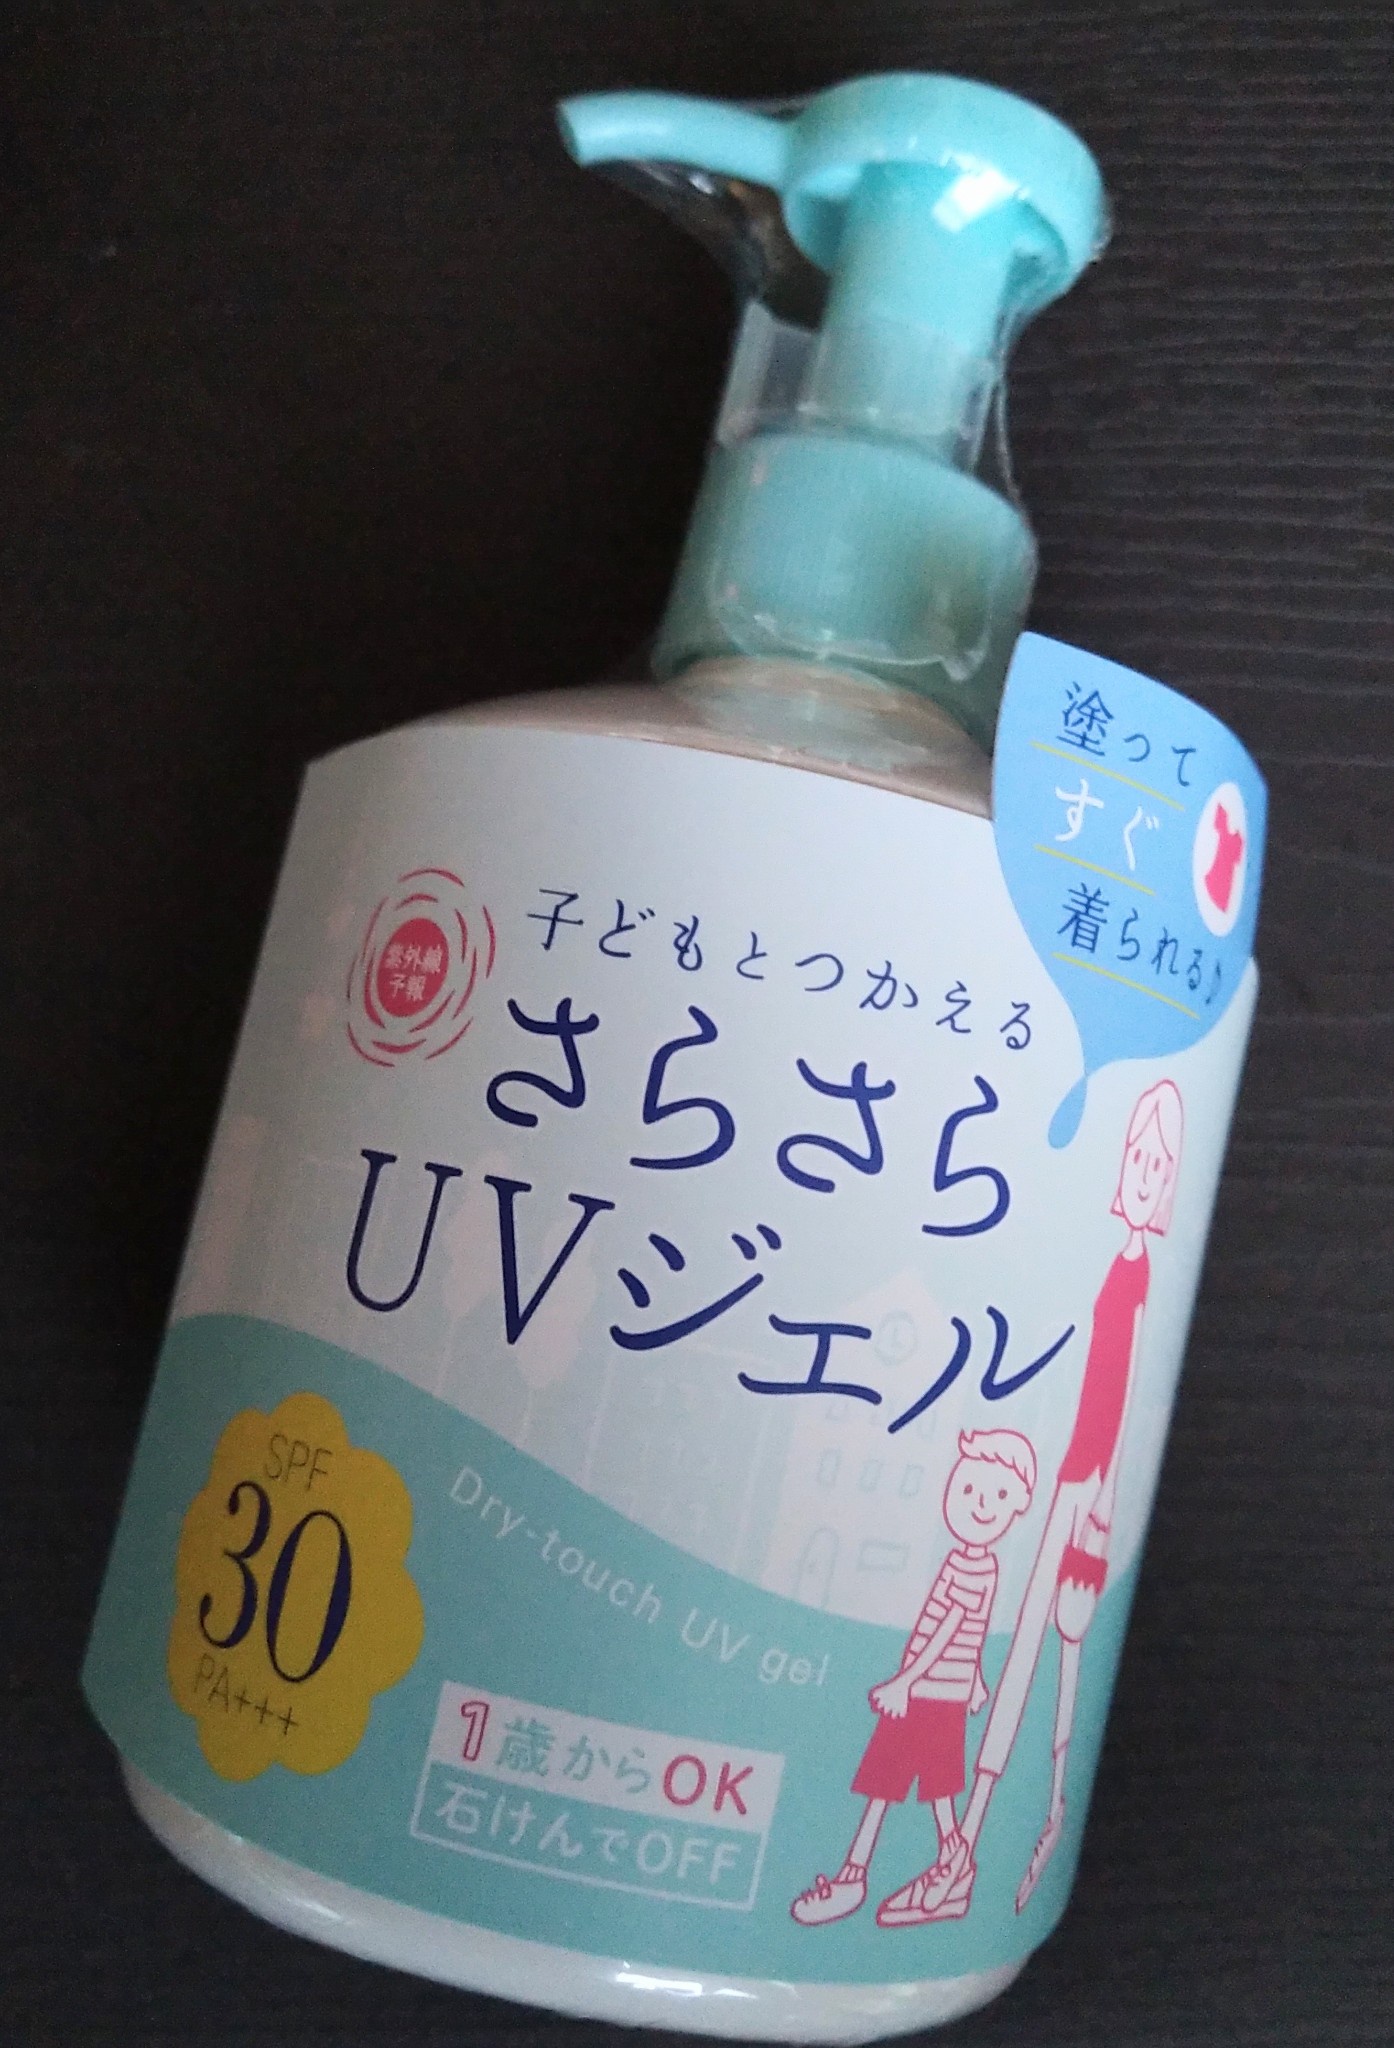 塗って
すぐ
着られる♪
紫外線
予報
子どもとつかえる
さらさら
UVジェル
SPF
30
PA+++
Dry-touch UV gel
1歳からOK
石けんでOFF